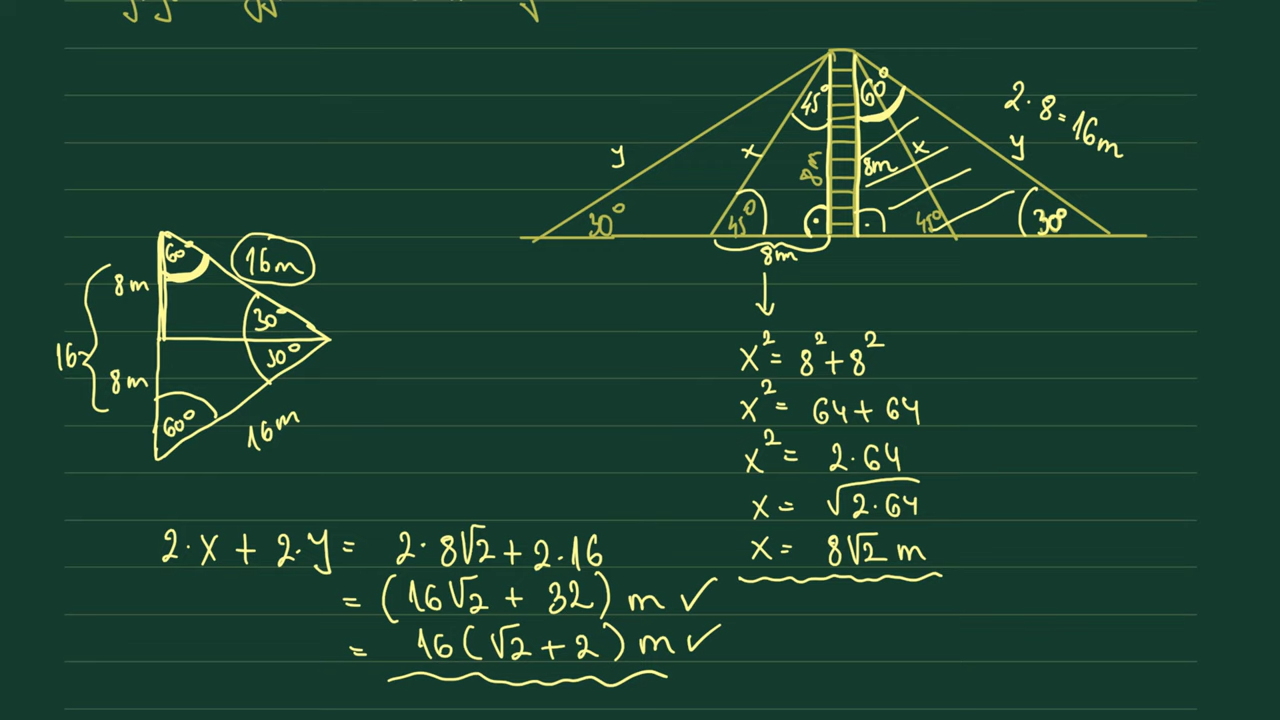 45°
60°
2·8=16m
y
x
8m
8m
x
y
30°
45°
45°
30°
8m
60°
16m
8m
30°
16
30°
8m
60°
16m
x² = 8² + 8²
x² = 64 + 64
x² = 2·64
x = √2·64
x = 8√2 m
2·x + 2·y = 2·8√2 + 2·16
= (16√2 + 32) m ✓
= 16(√2 + 2) m ✓